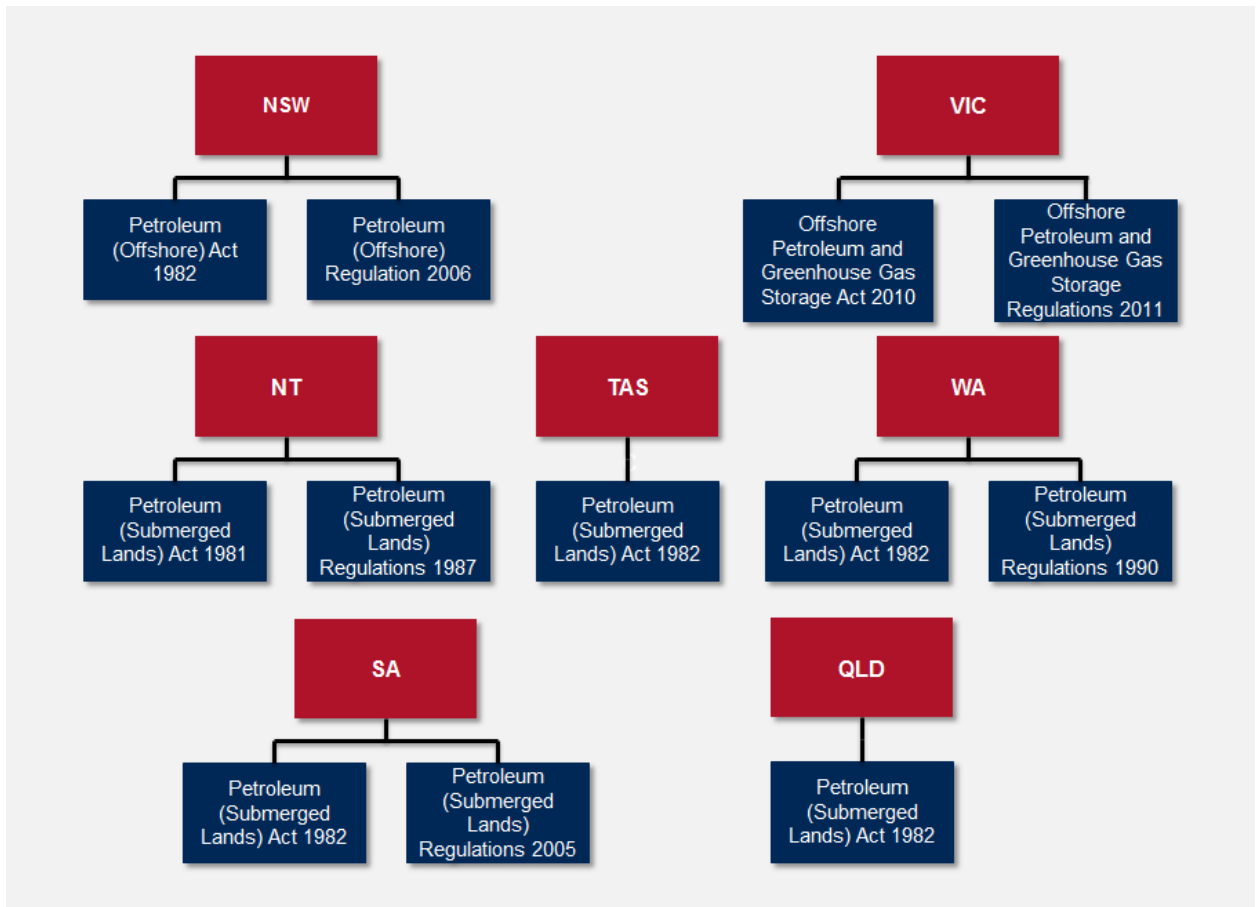 NSW
Petroleum
(Offshore) Act
1982
Petroleum
(Offshore)
Regulation 2006
VIC
Offshore
Petroleum and
Greenhouse Gas
Storage Act 2010
Offshore
Petroleum and
Greenhouse Gas
Storage
Regulations 2011
NT
Petroleum
(Submerged
Lands) Act 1981
Petroleum
(Submerged
Lands)
Regulations 1987
TAS
Petroleum
(Submerged
Lands) Act 1982
WA
Petroleum
(Submerged
Lands) Act 1982
Petroleum
(Submerged
Lands)
Regulations 1990
SA
Petroleum
(Submerged
Lands) Act 1982
Petroleum
(Submerged
Lands)
Regulations 2005
QLD
Petroleum
(Submerged
Lands) Act 1982